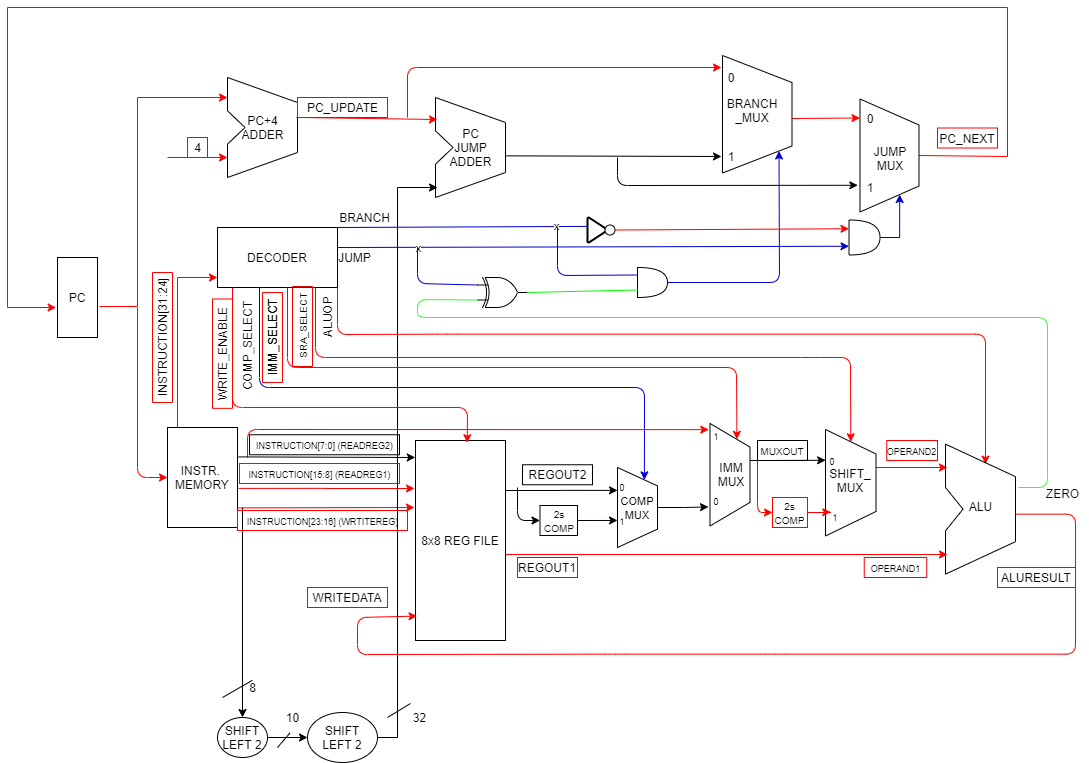 PC_UPDATE
0
BRANCH
_MUX
1
PC+4
ADDER
4
PC
JUMP
ADDER
0
JUMP
MUX
1
PC_NEXT
BRANCH
x
DECODER
JUMP
x
PC
INSTRUCTION[31:24]
WRITE_ENABLE
COMP_SELECT
IMM_SELECT
SRA_SELECT
ALUOP
INSTR.
MEMORY
INSTRUCTION[7:0] (READREG2)
INSTRUCTION[15:8] (READREG1)
INSTRUCTION[23:16] (WRTITEREG)
8x8 REG FILE
WRITEDATA
REGOUT2
2s
COMP
0
COMP
MUX
1
REGOUT1
1
IMM
MUX
0
MUXOUT
2s
COMP
0
SHIFT_
MUX
1
OPERAND2
OPERAND1
ALU
ZERO
ALURESULT
8
SHIFT
LEFT 2
10
SHIFT
LEFT 2
32